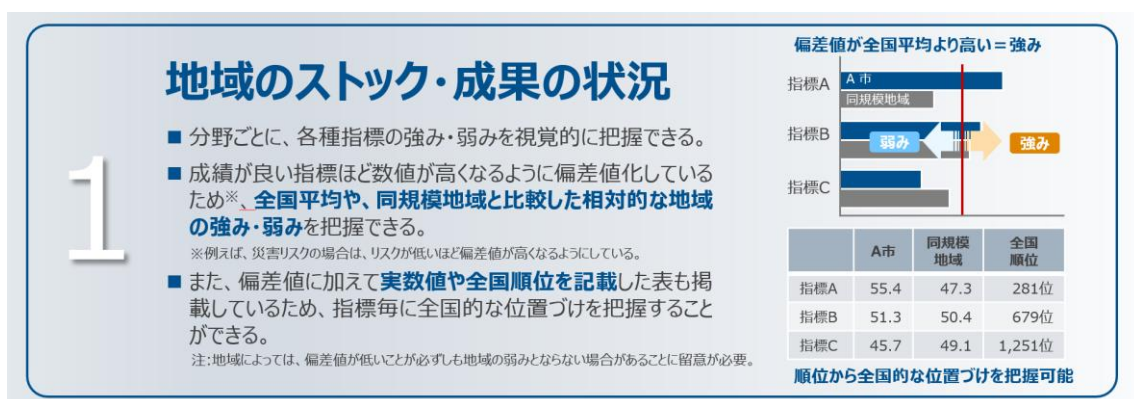 1
地域のストック・成果の状況
■ 分野ごとに、各種指標の強み・弱みを視覚的に把握できる。
■ 成績が良い指標ほど数値が高くなるように偏差値化している
ため※、全国平均や、同規模地域と比較した相対的な地域
の強み・弱みを把握できる。
※例えば、災害リスクの場合は、リスクが低いほど偏差値が高くなるようにしている。
■ また、偏差値に加えて実数値や全国順位を記載した表も掲
載しているため、指標毎に全国的な位置づけを把握すること
ができる。
注:地域によっては、偏差値が低いことが必ずしも地域の弱みとならない場合があることに留意が必要。
偏差値が全国平均より高い=強み
指標A
A 市
同規模地域
指標B
弱み
強み
指標C
A市 同規模 全国
地域 順位
指標A 55.4 47.3 281位
指標B 51.3 50.4 679位
指標C 45.7 49.1 1,251位
順位から全国的な位置づけを把握可能